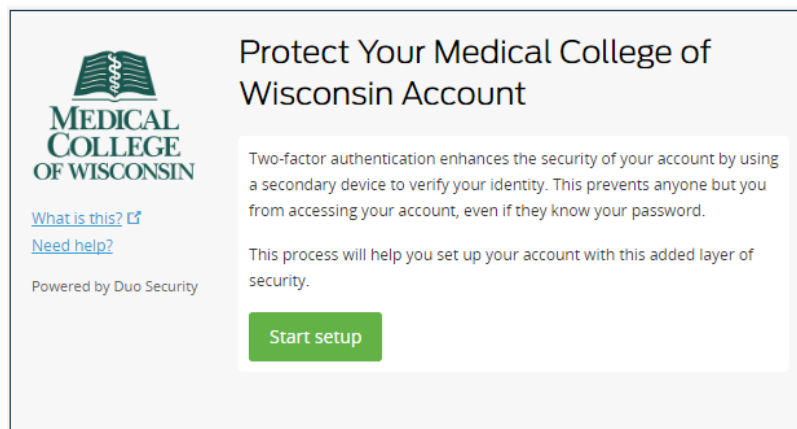 MEDICAL
COLLEGE
OF WISCONSIN
What is this?
Need help?
Powered by Duo Security
Protect Your Medical College of
Wisconsin Account
Two-factor authentication enhances the security of your account by using
a secondary device to verify your identity. This prevents anyone but you
from accessing your account, even if they know your password.
This process will help you set up your account with this added layer of
security.
Start setup